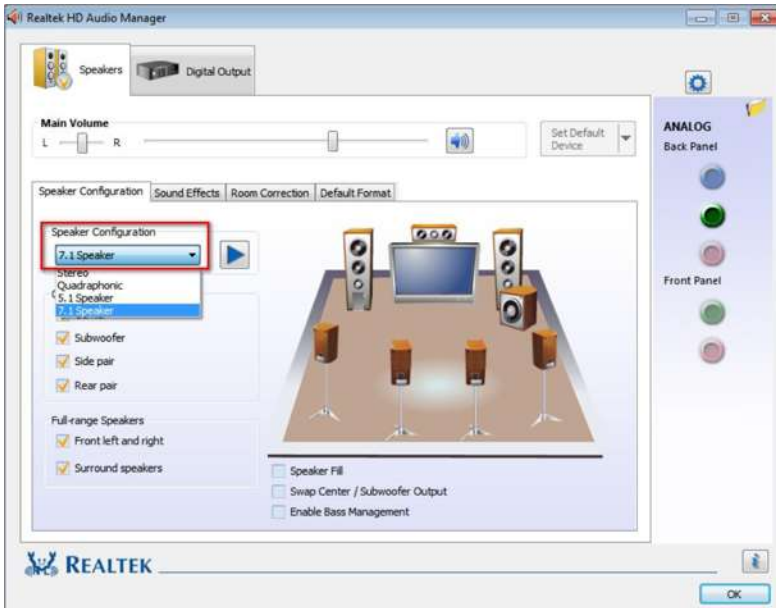 Realtek HD Audio Manager
Speakers
Digital Output
Main Volume
L
R
Set Default
Device
Speaker Configuration
Sound Effects
Room Correction
Default Format
Speaker Configuration
7.1 Speaker
Stereo
Quadraphonic
5.1 Speaker
7.1 Speaker
Subwoofer
Side pair
Rear pair
Full-range Speakers
Front left and right
Surround speakers
Speaker Fill
Swap Center / Subwoofer Output
Enable Bass Management
ANALOG
Back Panel
Front Panel
REALTEK
OK